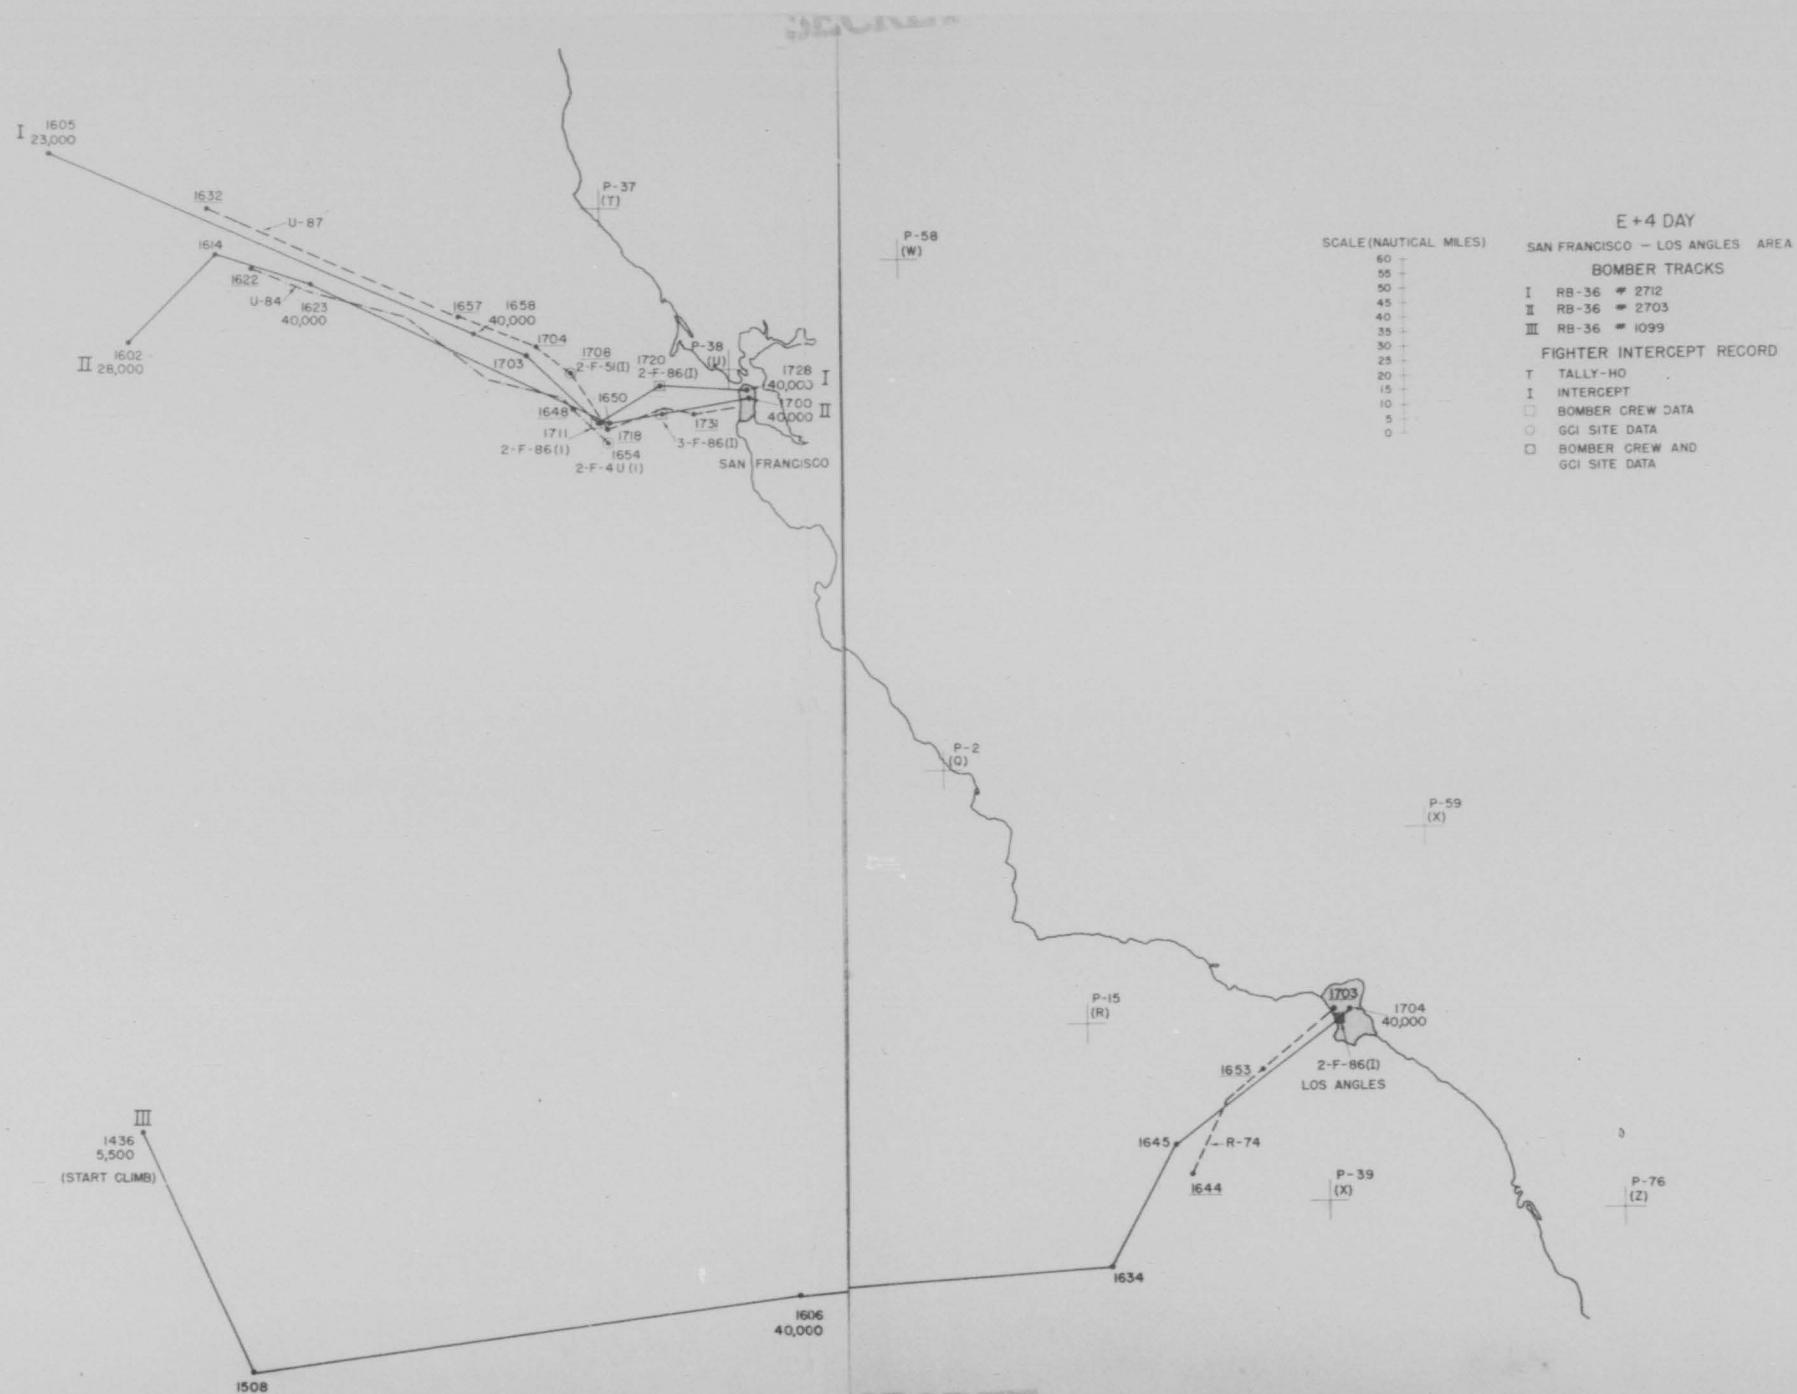 E+4 DAY
SCALE (NAUTICAL MILES)
SAN FRANCISCO - LOS ANGLES AREA
BOMBER TRACKS
60
55
50
45
40
35
30
25
20
15
10
5
0
I RB-36 # 2712
II RB-36 # 2703
III RB-36 # 1099
FIGHTER INTERCEPT RECORD
T TALLY-HO
I INTERCEPT
BOMBER CREW DATA
GCI SITE DATA
BOMBER CREW AND
GCI SITE DATA
I 1605
23,000
1632
U-87
1614
1622
U-84
1623
40,000
II 1602
28,000
1657
1658
40,000
1704
1703
1708
2-F-51(I)
1720
2-F-86(I)
P-37
(T)
P-58
(W)
P-38
(U)
1728
40,000 I
1700
40,000 II
1648
1650
1711
2-F-86(I)
1718
1654
2-F-4U(I)
1731
3-F-86(I)
SAN FRANCISCO
P-2
(Q)
P-59
(X)
P-15
(R)
1703
1704
40,000
2-F-86(I)
LOS ANGLES
1653
1645
R-74
1644
P-39
(X)
P-76
(Z)
III
1436
5,500
(START CLIMB)
1634
1606
40,000
1508